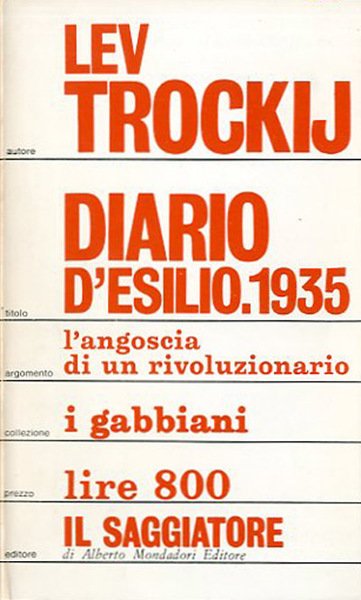 LEV
autore TROCKIJ
DIARIO
titolo D'ESILIO.1935
l'angoscia
argomento di un rivoluzionario
collezione i gabbiani
prezzo lire 800
IL SAGGIATORE
editore di Alberto Mondadori Editore